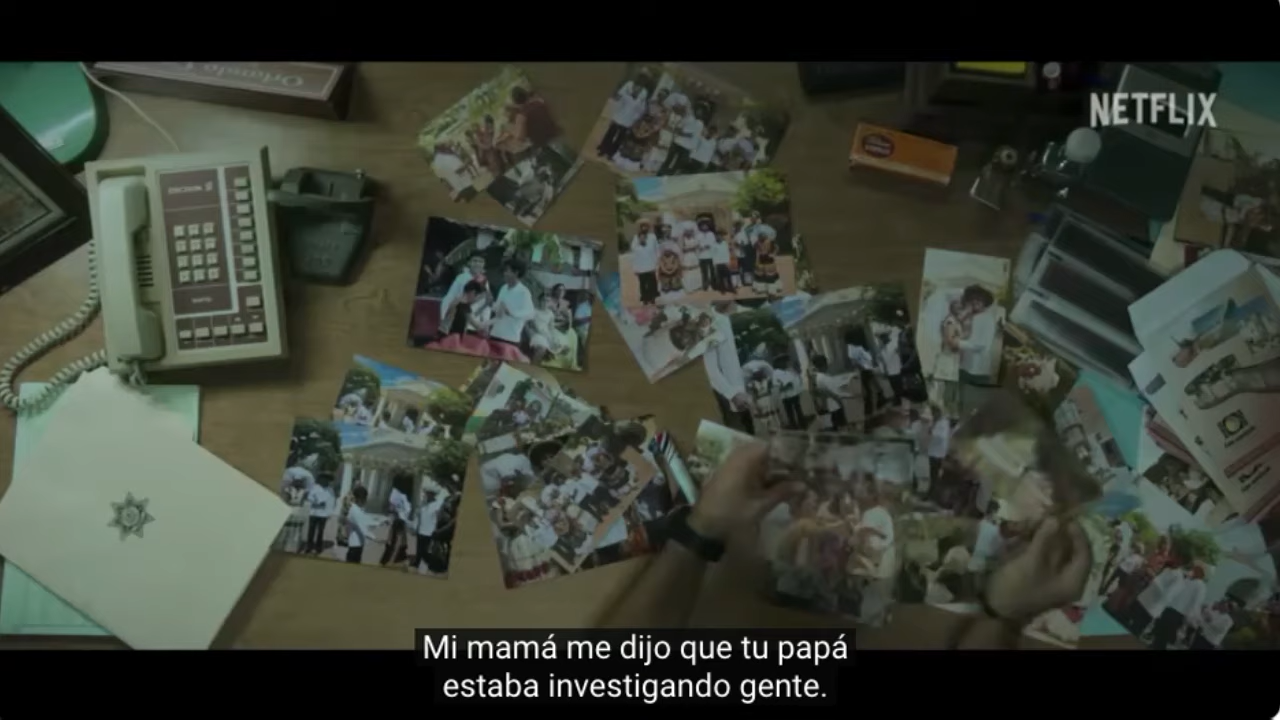 NETFLIX
Mi mamá me dijo que tu papá
estaba investigando gente.